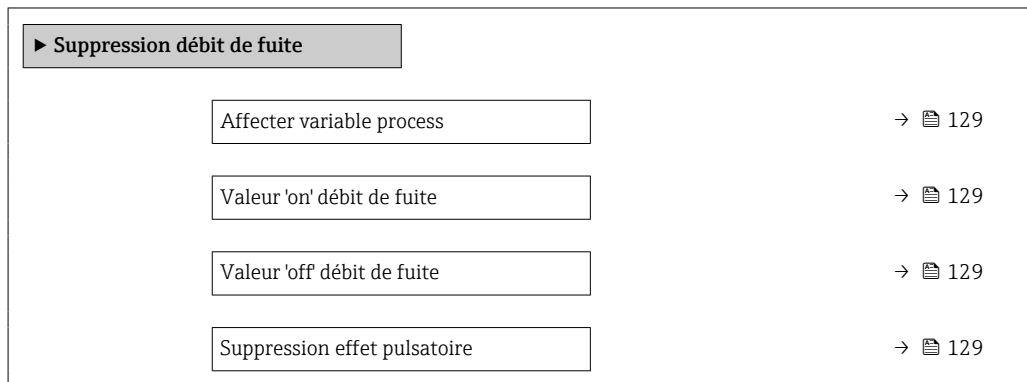 ▶ Suppression débit de fuite
Affecter variable process → 129
Valeur 'on' débit de fuite → 129
Valeur 'off' débit de fuite → 129
Suppression effet pulsatoire → 129